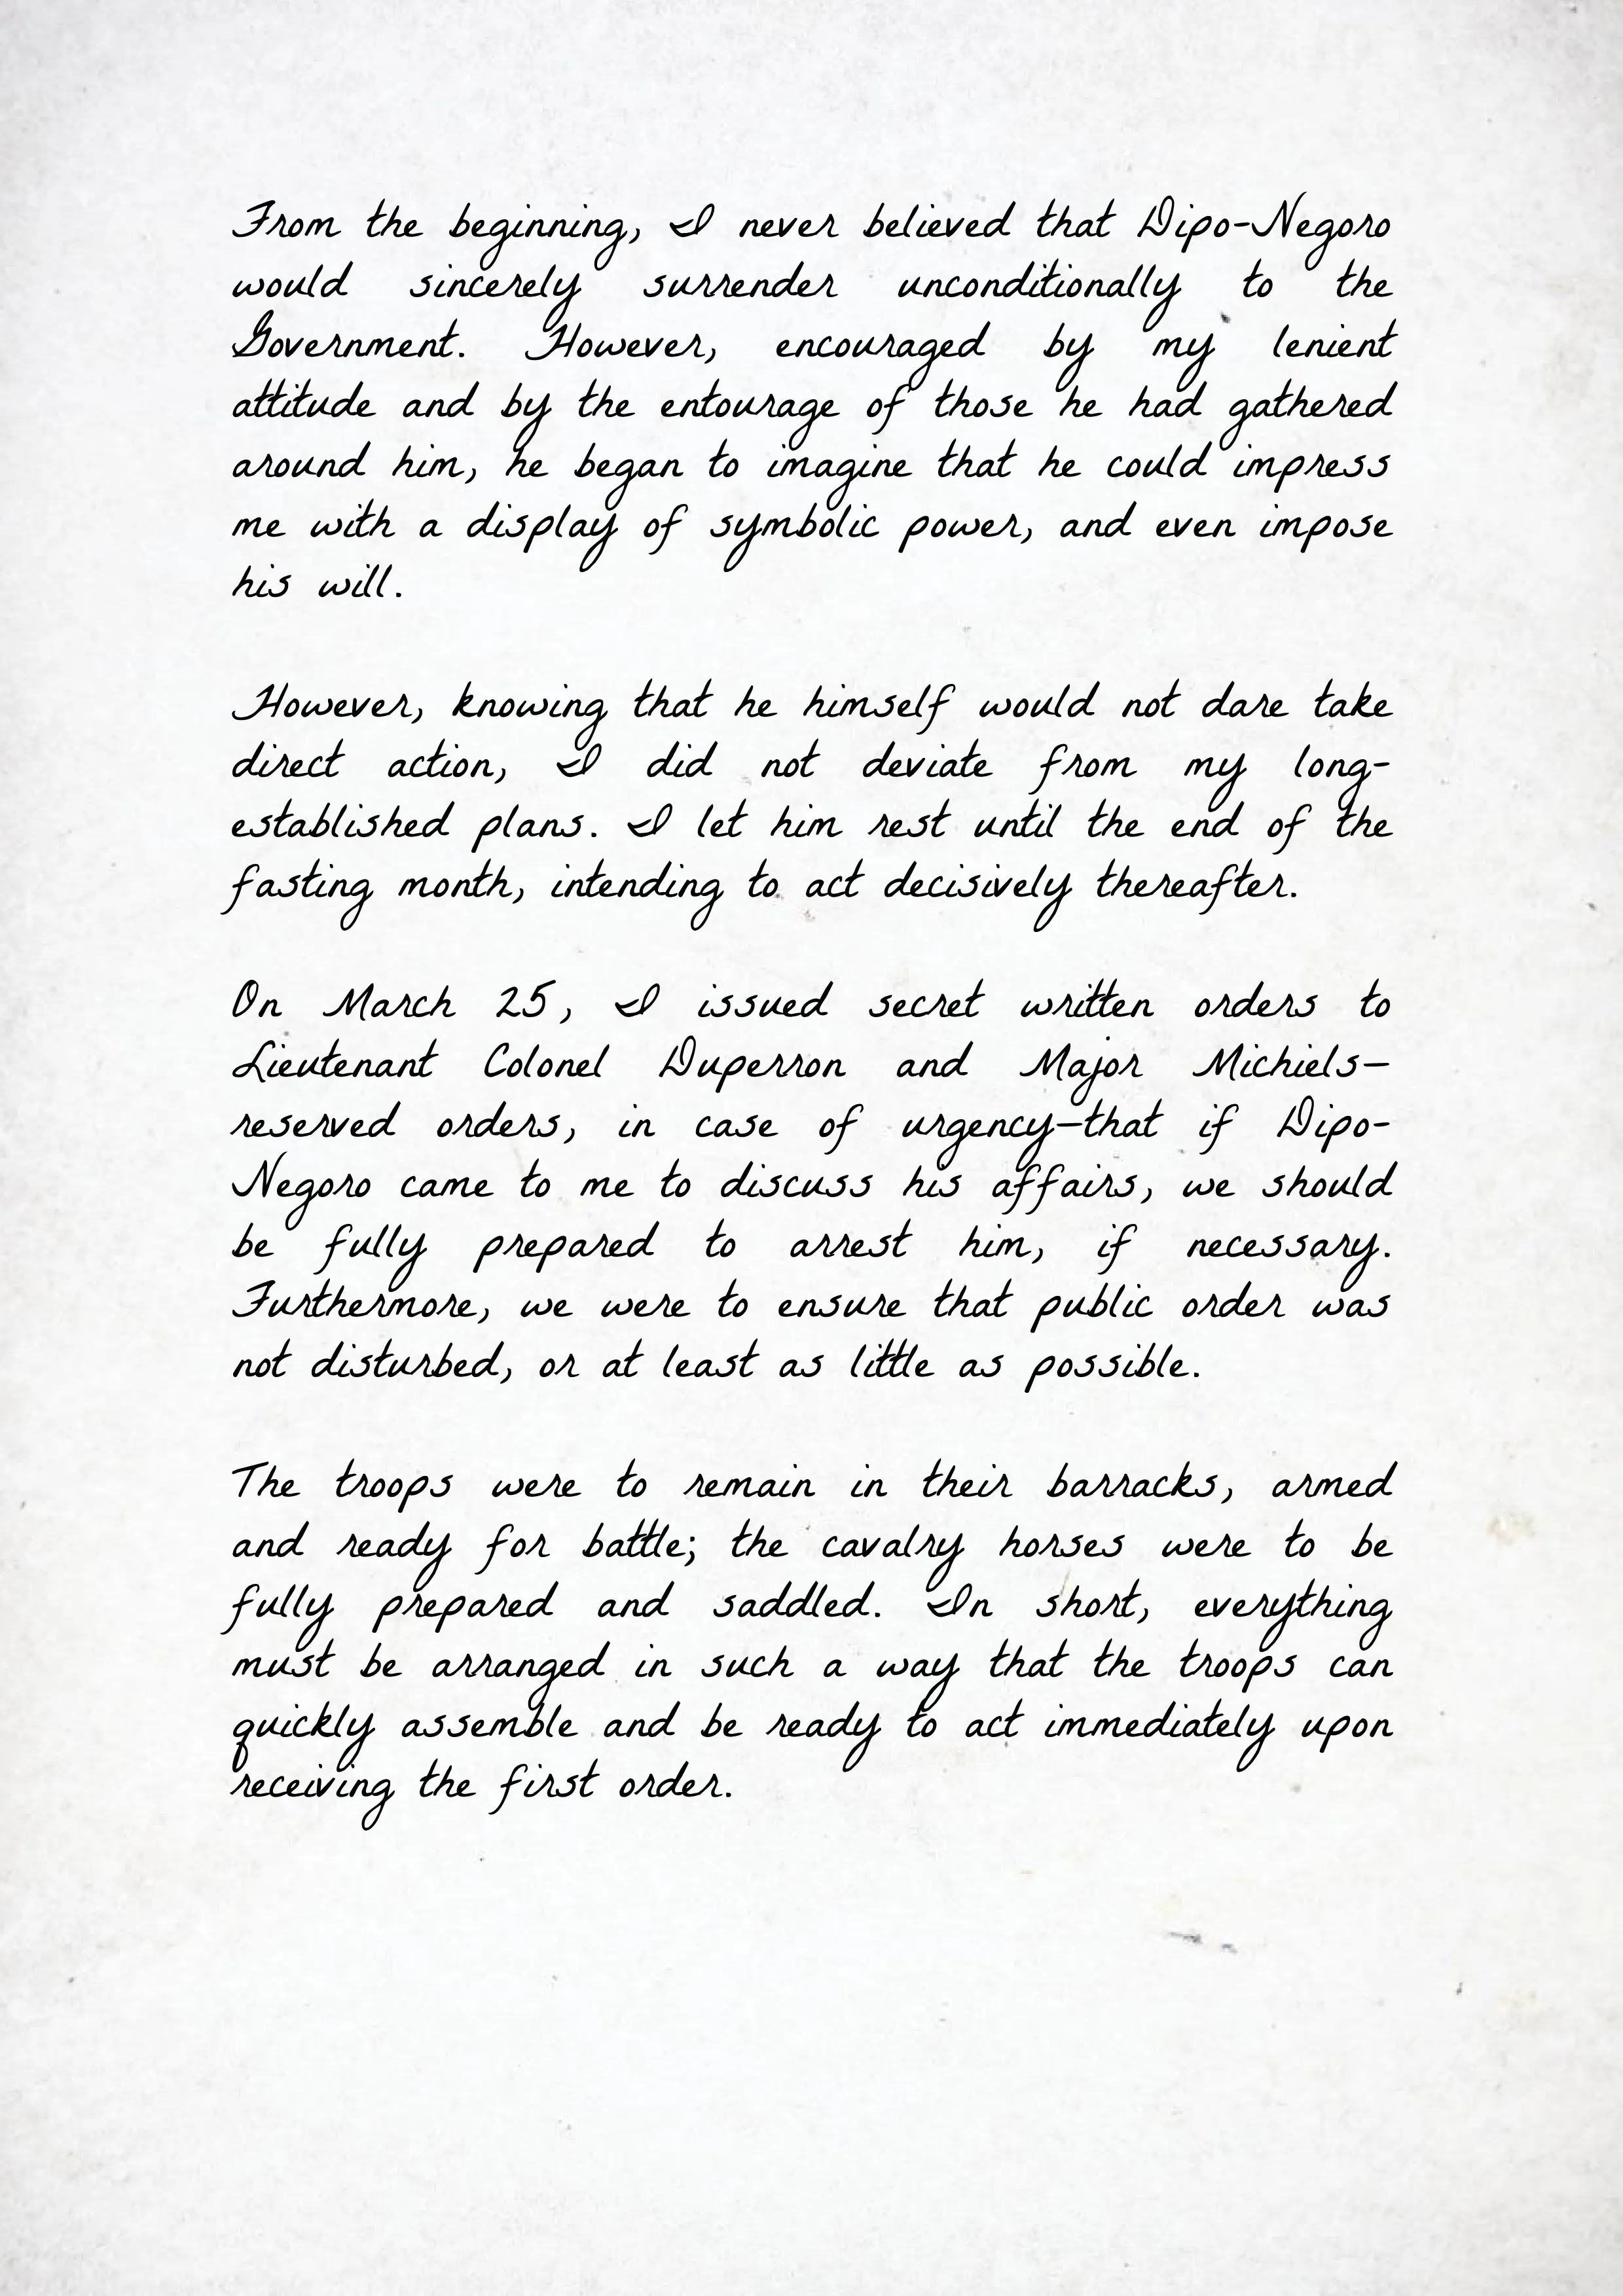 From the beginning, I never believed that Dipo-Negoro
would sincerely surrender unconditionally to the
Government. However, encouraged by my lenient
attitude and by the entourage of those he had gathered
around him, he began to imagine that he could impress
me with a display of symbolic power, and even impose
his will.
However, knowing that he himself would not dare take
direct action, I did not deviate from my long-
established plans. I let him rest until the end of the
fasting month, intending to act decisively thereafter.
On March 25, I issued secret written orders to
Lieutenant Colonel Duperron and Major Michiels—
reserved orders, in case of urgency—that if Dipo-
Negoro came to me to discuss his affairs, we should
be fully prepared to arrest him, if necessary.
Furthermore, we were to ensure that public order was
not disturbed, or at least as little as possible.
The troops were to remain in their barracks, armed
and ready for battle; the cavalry horses were to be
fully prepared and saddled. In short, everything
must be arranged in such a way that the troops can
quickly assemble and be ready to act immediately upon
receiving the first order.